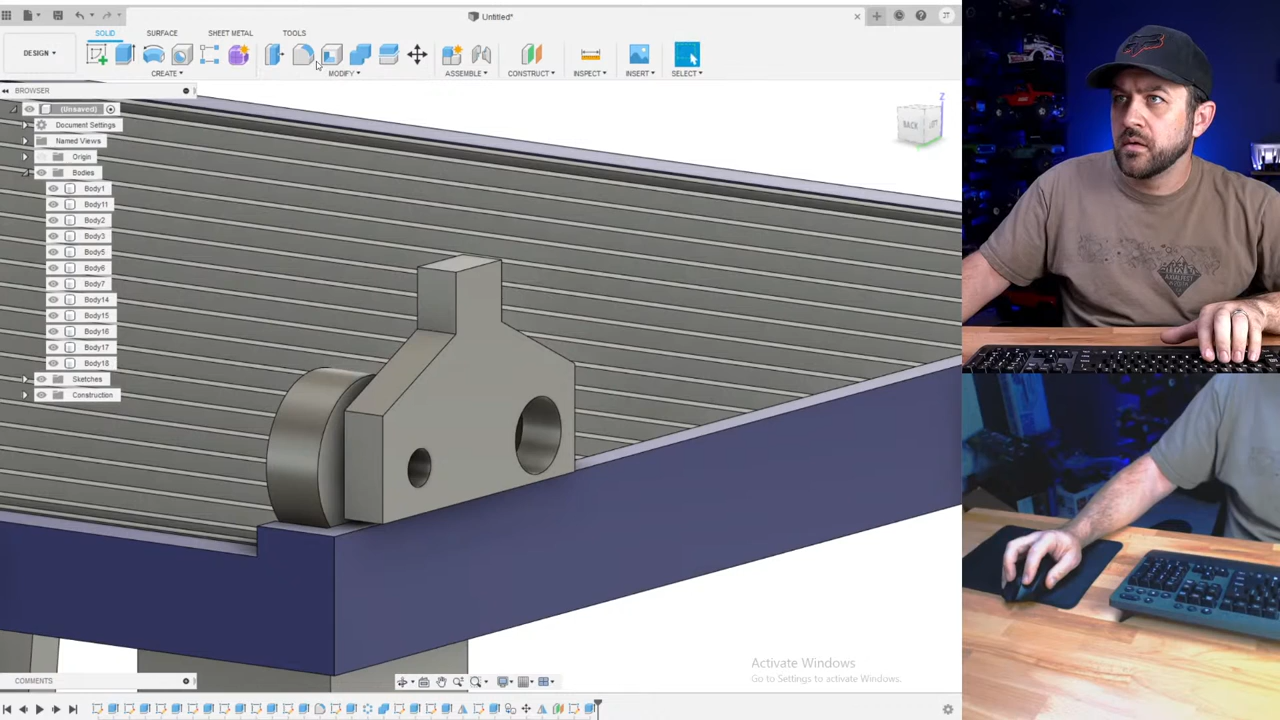 Untitled*
JT
SOLID SURFACE SHEET METAL TOOLS
DESIGN
CREATE MODIFY ASSEMBLE CONSTRUCT INSPECT INSERT SELECT
BROWSER
(Unsaved)
Document Settings
Named Views
Origin
Bodies
Body1
Body11
Body2
Body3
Body5
Body6
Body7
Body14
Body15
Body16
Body17
Body18
Sketches
Construction
Z
BACK
COMMENTS
Activate Windows
Go to Settings to activate Windows.